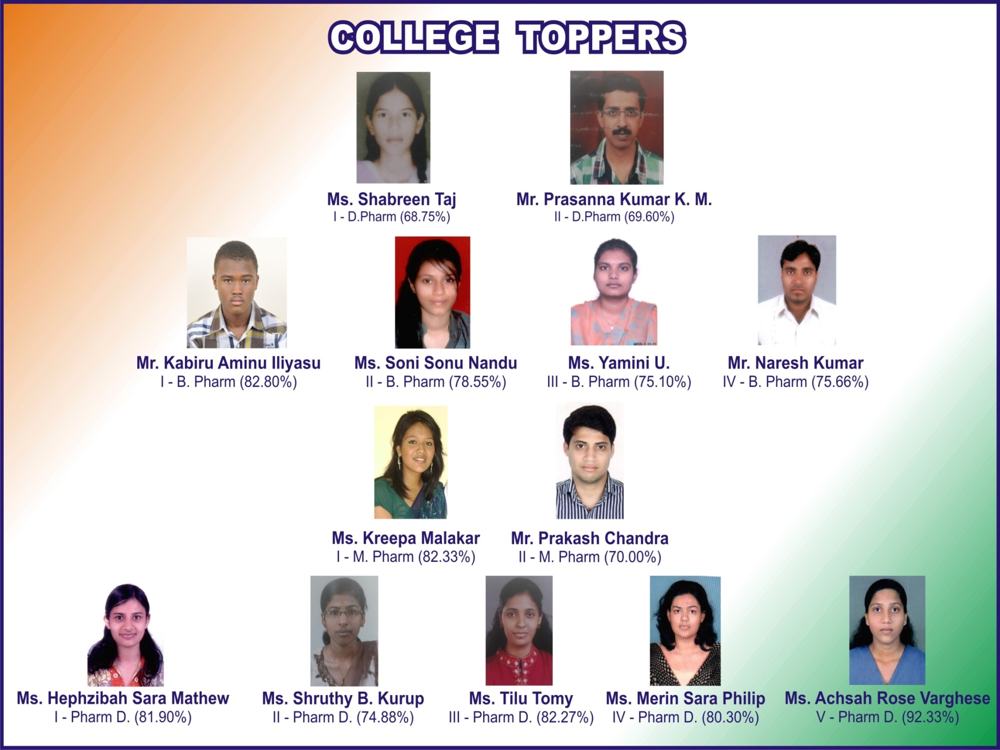 COLLEGE TOPPERS
Ms. Shabreen Taj
I - D.Pharm (68.75%)
Mr. Prasanna Kumar K. M.
II - D.Pharm (69.60%)
Mr. Kabiru Aminu Iliyasu
I - B. Pharm (82.80%)
Ms. Soni Sonu Nandu
II - B. Pharm (78.55%)
Ms. Yamini U.
III - B. Pharm (75.10%)
Mr. Naresh Kumar
IV - B. Pharm (75.66%)
Ms. Kreepa Malakar
I - M. Pharm (82.33%)
Mr. Prakash Chandra
II - M. Pharm (70.00%)
Ms. Hephzibah Sara Mathew
I - Pharm D. (81.90%)
Ms. Shruthy B. Kurup
II - Pharm D. (74.88%)
Ms. Tilu Tomy
III - Pharm D. (82.27%)
Ms. Merin Sara Philip
IV - Pharm D. (80.30%)
Ms. Achsah Rose Varghese
V - Pharm D. (92.33%)